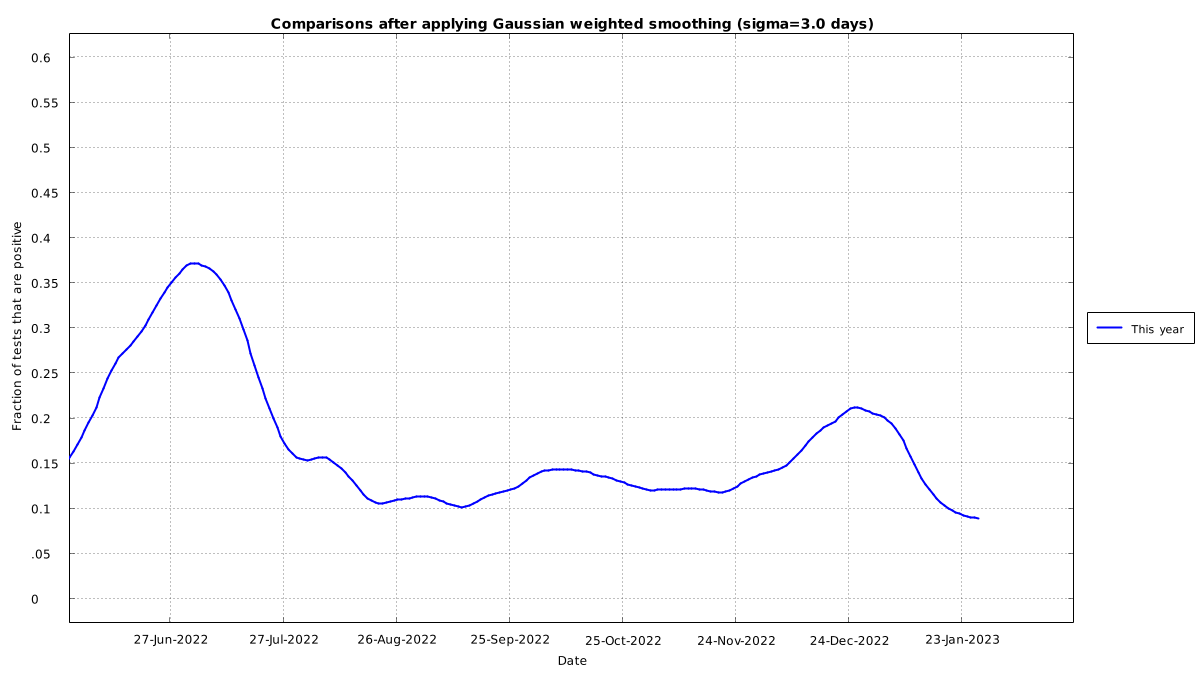 Comparisons after applying Gaussian weighted smoothing (sigma=3.0 days)
0.6
0.55
0.5
0.45
0.4
0.35
0.3
0.25
0.2
0.15
0.1
.05
0
Fraction of tests that are positive
27-Jun-2022
27-Jul-2022
26-Aug-2022
25-Sep-2022
25-Oct-2022
24-Nov-2022
24-Dec-2022
23-Jan-2023
Date
This year